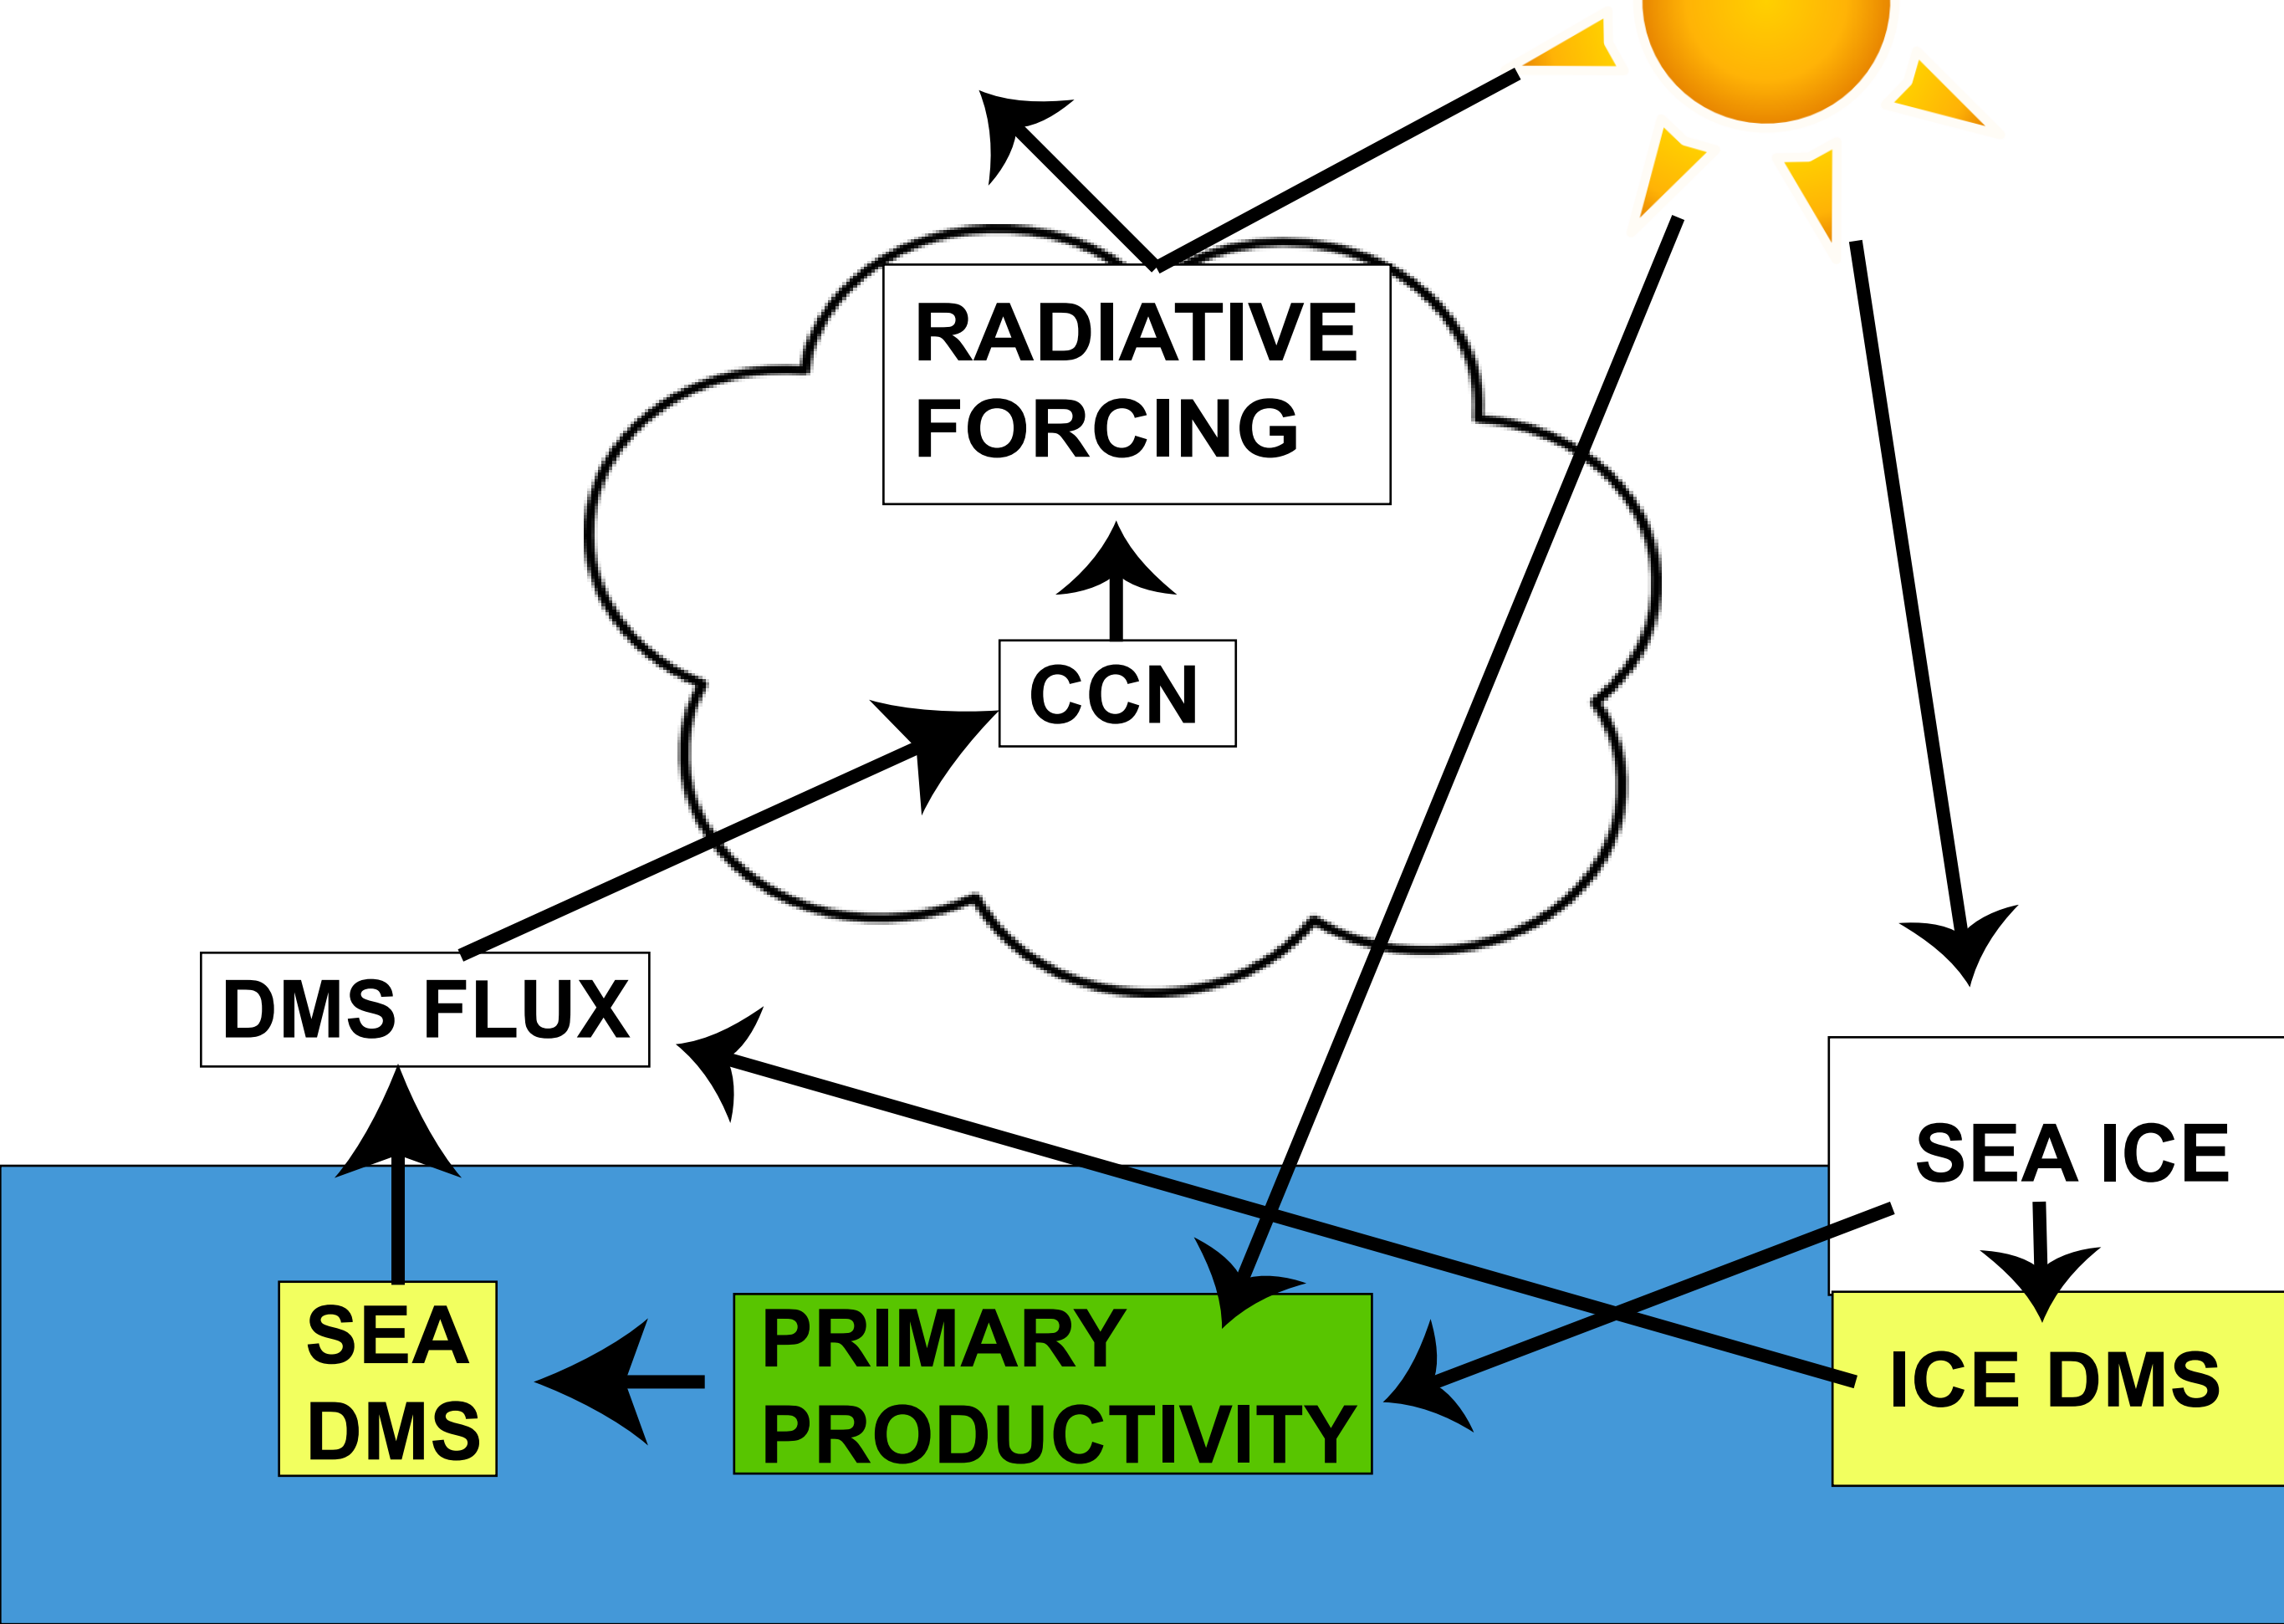 RADIATIVE
FORCING
CCN
DMS FLUX
SEA ICE
SEA
DMS
PRIMARY
PRODUCTIVITY
ICE DMS